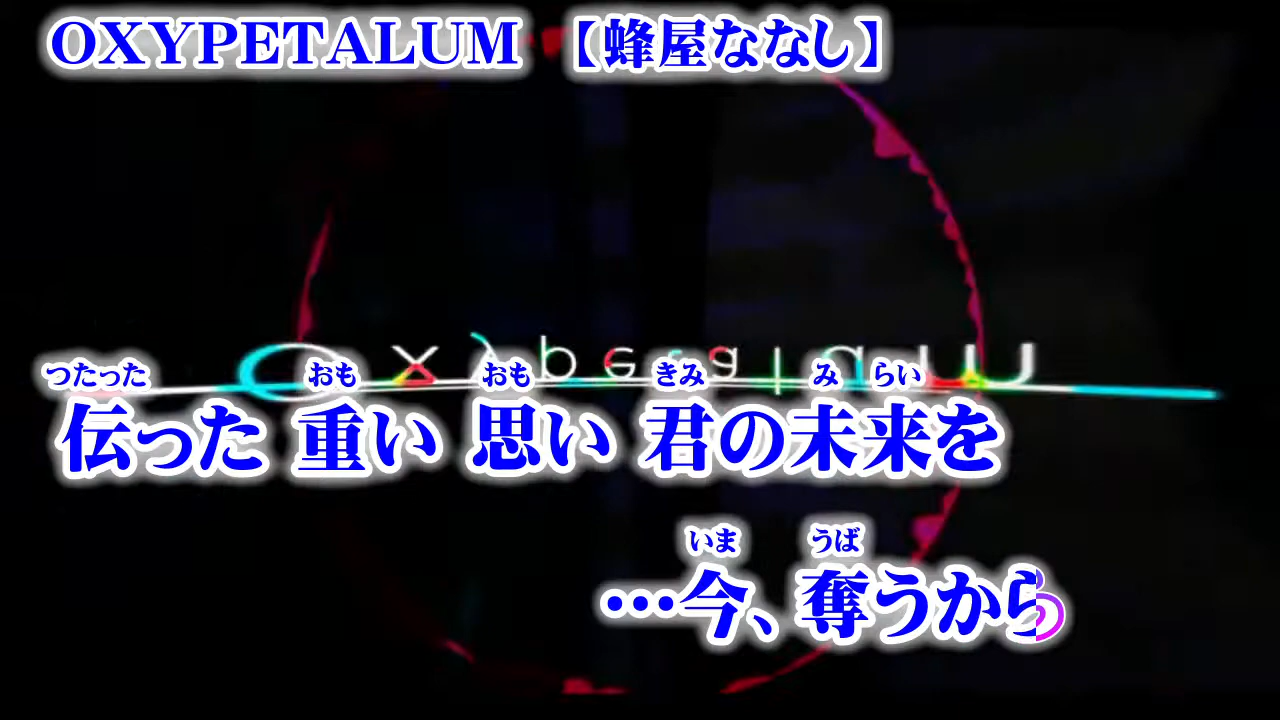 OXYPETALUM 【蜂屋ななし】
Oxypetalum
つたった おも おも きみ み らい
伝った 重い 思い 君の未来を
いま うば
…今、奪うから